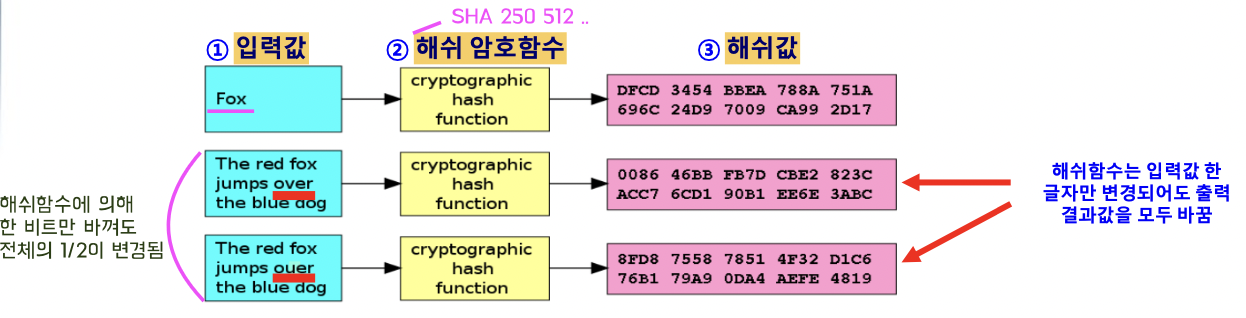 SHA 250 512 ..
① 입력값
② 해쉬 암호함수
③ 해쉬값
Fox
cryptographic
hash
function
DFCD 3454 BBEA 788A 751A
696C 24D9 7009 CA99 2D17
The red fox
jumps over
the blue dog
cryptographic
hash
function
0086 46BB FB7D CBE2 823C
ACC7 6CD1 90B1 EE6E 3ABC
The red fox
jumps ouer
the blue dog
cryptographic
hash
function
8FD8 7558 7851 4F32 D1C6
76B1 79A9 0DA4 AEFE 4819
해쉬함수에 의해
한 비트만 바껴도
전체의 1/2이 변경됨
해쉬함수는 입력값 한
글자만 변경되어도 출력
결과값을 모두 바꿈